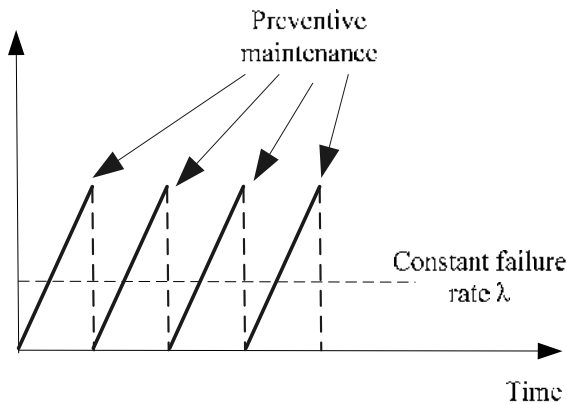 Preventive
maintenance
Constant failure
rate λ
Time